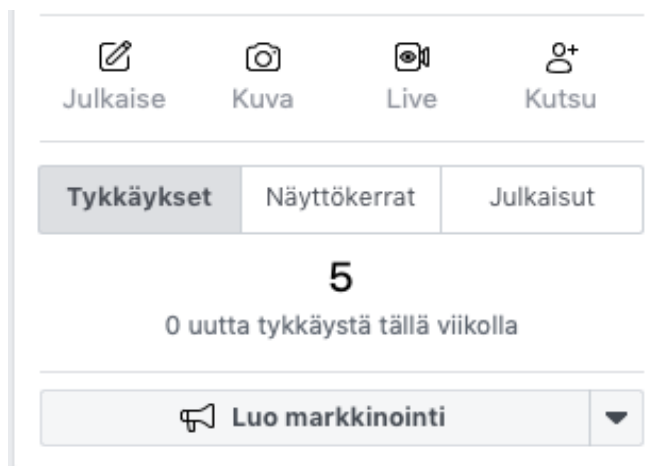 Julkaise Kuva Live Kutsu
Tykkäykset Näyttökerrat Julkaisut
5
0 uutta tykkäystä tällä viikolla
Luo markkinointi